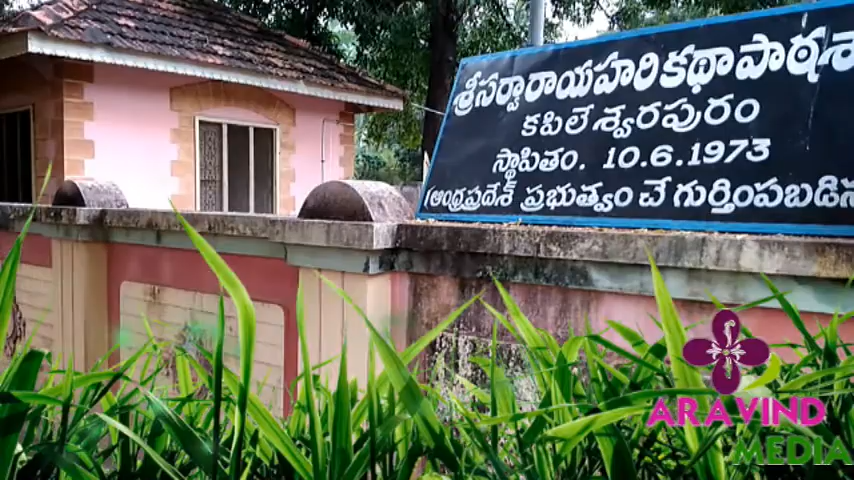 శ్రీసర్వారాయహరికథాపాఠశా
కపిలేశ్వరపురం
స్థాపితం. 10.6.1973
(ఆంధ్రప్రదేశ్ ప్రభుత్వం చే గుర్తింపబడిన
ARAVIND
MEDIA